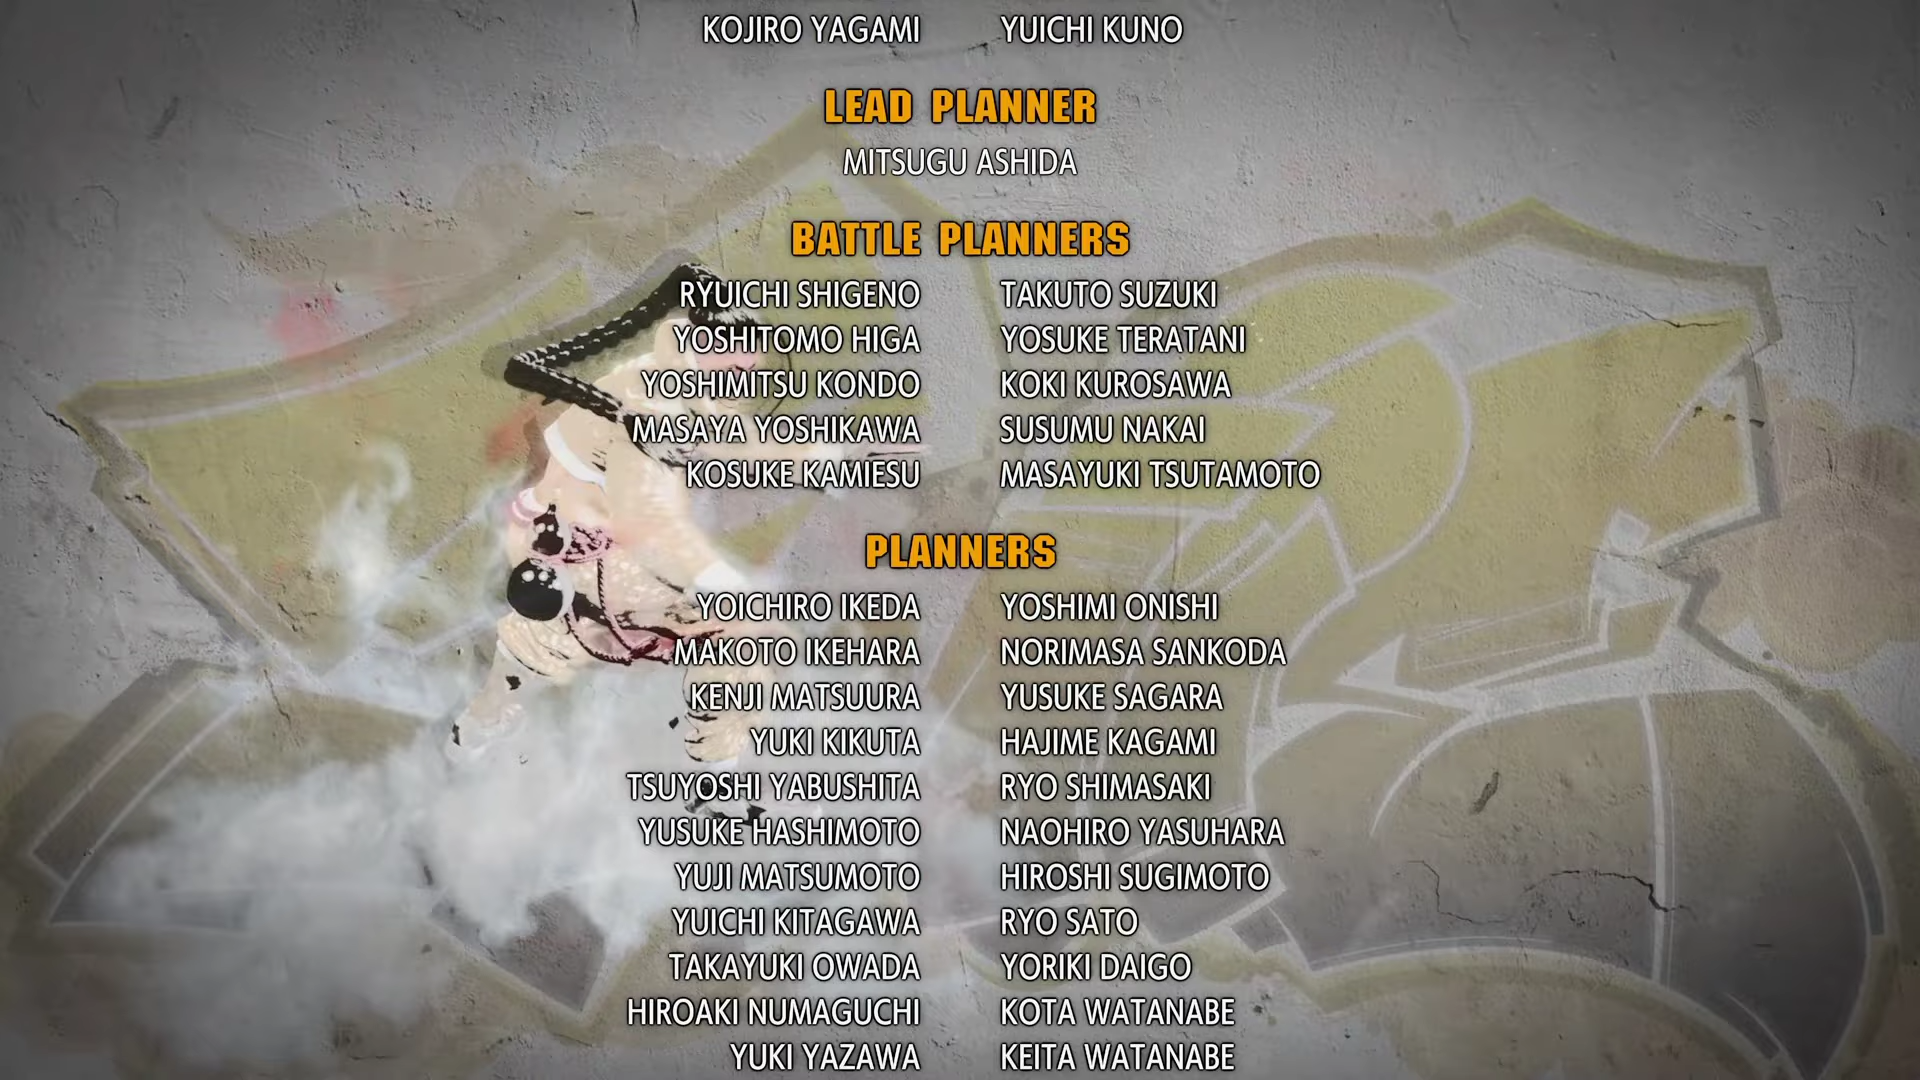 KOJIRO YAGAMI YUICHI KUNO
LEAD PLANNER
MITSUGU ASHIDA
BATTLE PLANNERS
RYUICHI SHIGENO TAKUTO SUZUKI
YOSHITOMO HIGA YOSUKE TERATANI
YOSHIMITSU KONDO KOKI KUROSAWA
MASAYA YOSHIKAWA SUSUMU NAKAI
KOSUKE KAMIESU MASAYUKI TSUTAMOTO
PLANNERS
YOICHIRO IKEDA YOSHIMI ONISHI
MAKOTO IKEHARA NORIMASA SANKODA
KENJI MATSUURA YUSUKE SAGARA
YUKI KIKUTA HAJIME KAGAMI
TSUYOSHI YABUSHITA RYO SHIMASAKI
YUSUKE HASHIMOTO NAOHIRO YASUHARA
YUJI MATSUMOTO HIROSHI SUGIMOTO
YUICHI KITAGAWA RYO SATO
TAKAYUKI OWADA YORIKI DAIGO
HIROAKI NUMAGUCHI KOTA WATANABE
YUKI YAZAWA KEITA WATANABE